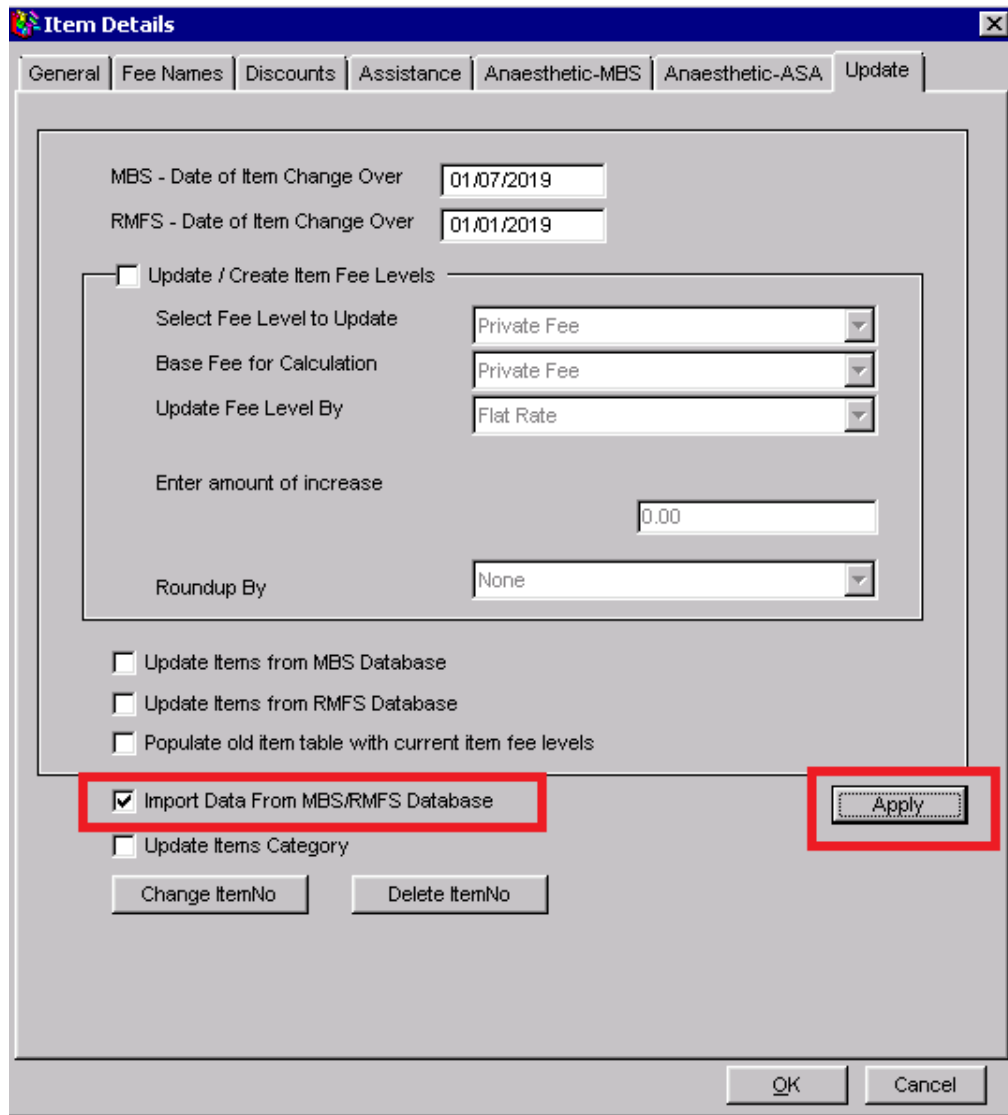 Item Details
General Fee Names Discounts Assistance Anaesthetic-MBS Anaesthetic-ASA Update
MBS - Date of Item Change Over 01/07/2019
RMFS - Date of Item Change Over 01/01/2019
Update / Create Item Fee Levels
Select Fee Level to Update Private Fee
Base Fee for Calculation Private Fee
Update Fee Level By Flat Rate
Enter amount of increase
0.00
Roundup By None
Update Items from MBS Database
Update Items from RMFS Database
Populate old item table with current item fee levels
Import Data From MBS/RMFS Database Apply
Update Items Category
Change ItemNo Delete ItemNo
OK Cancel